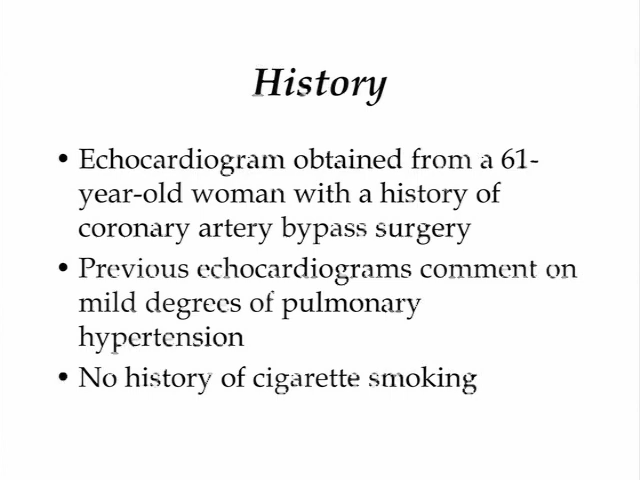 History
• Echocardiogram obtained from a 61-
year-old woman with a history of
coronary artery bypass surgery
• Previous echocardiograms comment on
mild degrees of pulmonary
hypertension
• No history of cigarette smoking